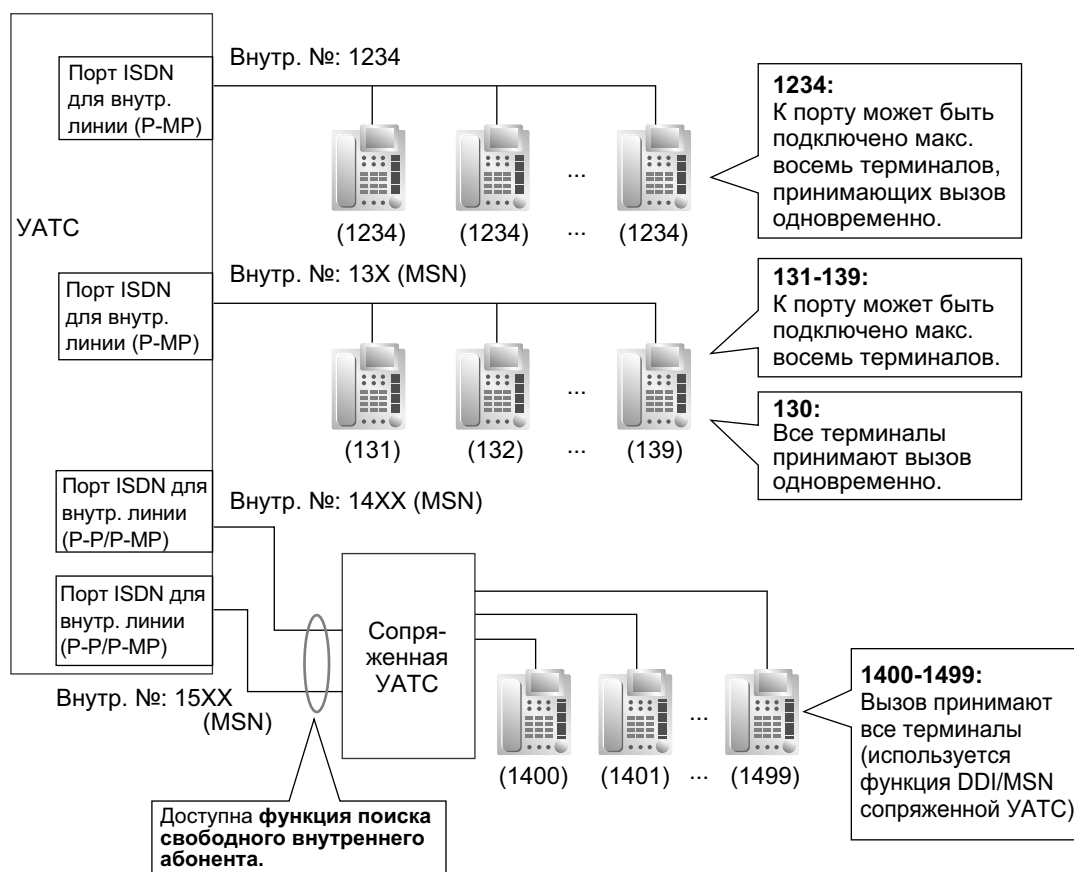 Внутр. №: 1234
Порт ISDN
для внутр.
линии (P-MP)
1234:
К порту может быть
подключено макс.
восемь терминалов,
принимающих вызов
одновременно.
...
(1234)
(1234)
...
(1234)
УАТС
Внутр. №: 13X (MSN)
Порт ISDN
для внутр.
линии (P-MP)
131-139:
К порту может быть
подключено макс.
восемь терминалов.
...
130:
Все терминалы
принимают вызов
одновременно.
(131)
(132)
...
(139)
Порт ISDN для
внутр. линии
(P-P/P-MP)
Внутр. №: 14XX (MSN)
Порт ISDN для
внутр. линии
(P-P/P-MP)
Сопря-
женная
УАТС
Внутр. №: 15XX
(MSN)
...
(1400)
(1401)
...
(1499)
1400-1499:
Вызов принимают
все терминалы
(используется
функция DDI/MSN
сопряженной УАТС)
Доступна функция поиска
свободного внутреннего
абонента.